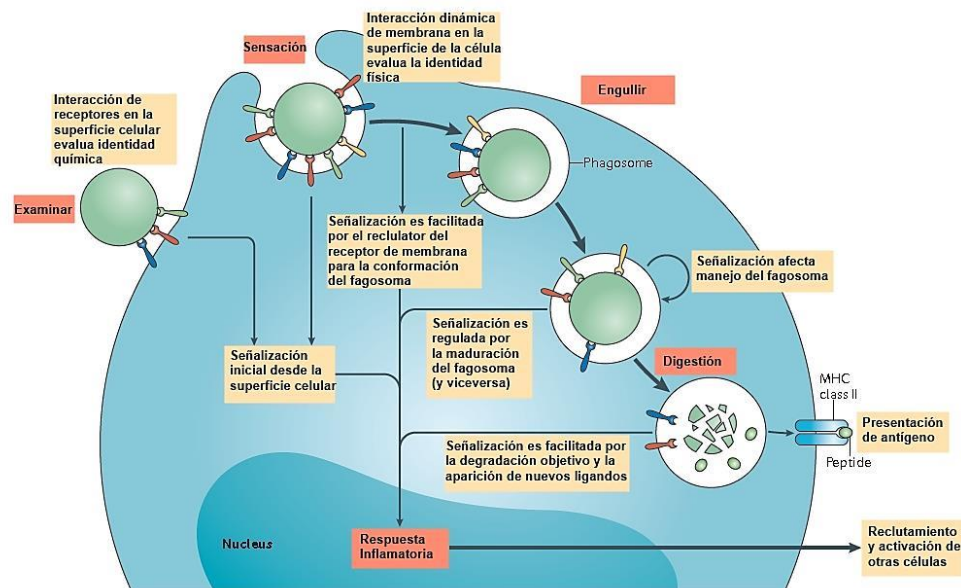 Sensación
Interacción dinámica
de membrana en la
superficie de la célula
evalua la identidad
física
Engullir
Interacción de
receptores en la
superficie celular
evalua identidad
química
Phagosome
Examinar
Señalización es facilitada
por el reclulator del
receptor de membrana
para la conformación
del fagosoma
Señalización afecta
manejo del fagosoma
Señalización es
regulada por
la maduración
del fagosoma
(y viceversa)
Señalización
inicial desde la
superficie celular
Digestión
MHC
class II
Presentación
de antígeno
Peptide
Señalización es facilitada por
la degradación objetivo y la
aparición de nuevos ligandos
Nucleus
Respuesta
Inflamatoria
Reclutamiento
y activación de
otras células